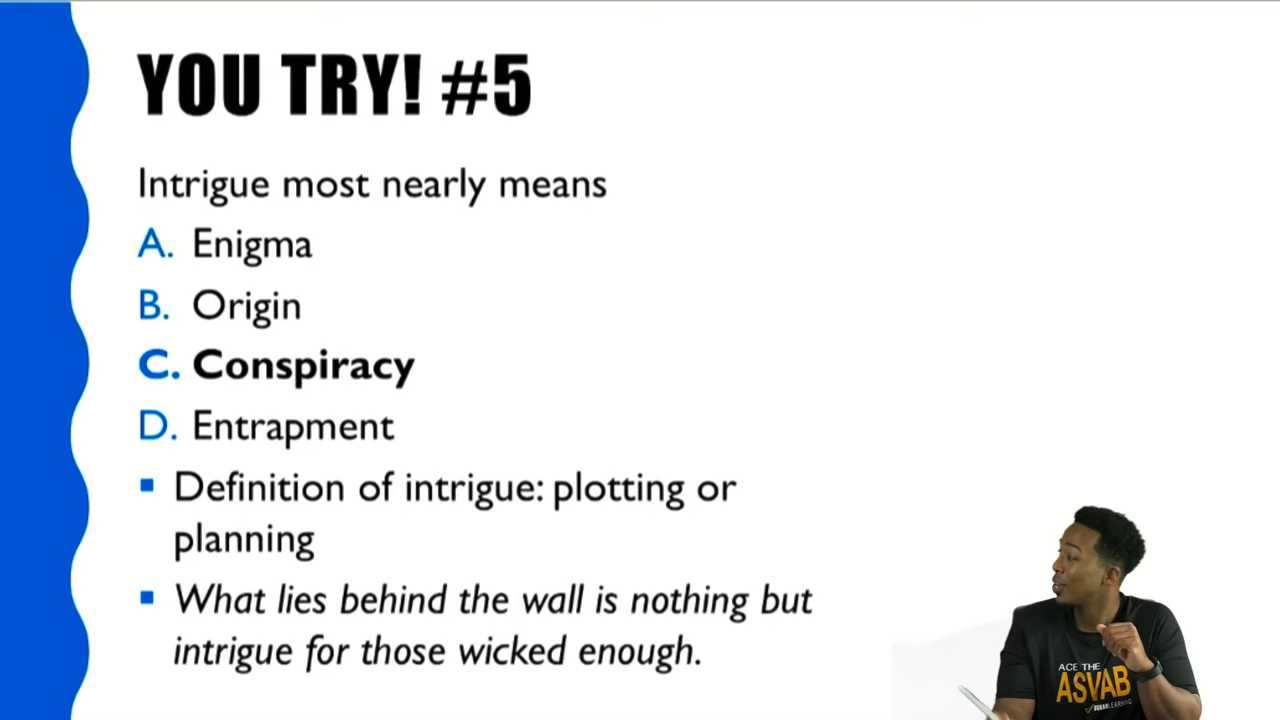 YOU TRY! #5
Intrigue most nearly means
A. Enigma
B. Origin
C. Conspiracy
D. Entrapment
Definition of intrigue: plotting or
planning
What lies behind the wall is nothing but
intrigue for those wicked enough.
ACE THE
ASVAB